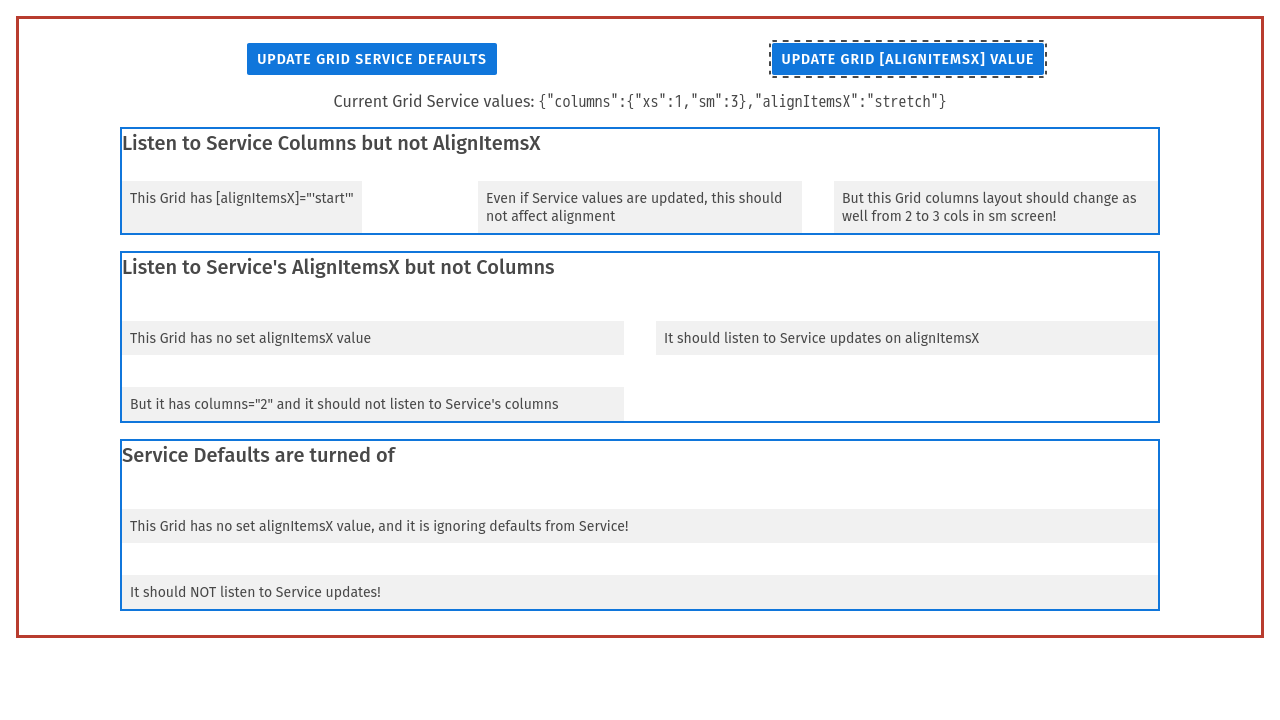 UPDATE GRID SERVICE DEFAULTS
UPDATE GRID [ALIGNITEMSX] VALUE
Current Grid Service values: {"columns":{"xs":1,"sm":3},"alignItemsX":"stretch"}
Listen to Service Columns but not AlignItemsX
This Grid has [alignItemsX]="'start'"
Even if Service values are updated, this should
not affect alignment
But this Grid columns layout should change as
well from 2 to 3 cols in sm screen!
Listen to Service's AlignItemsX but not Columns
This Grid has no set alignItemsX value
It should listen to Service updates on alignItemsX
But it has columns="2" and it should not listen to Service's columns
Service Defaults are turned of
This Grid has no set alignItemsX value, and it is ignoring defaults from Service!
It should NOT listen to Service updates!